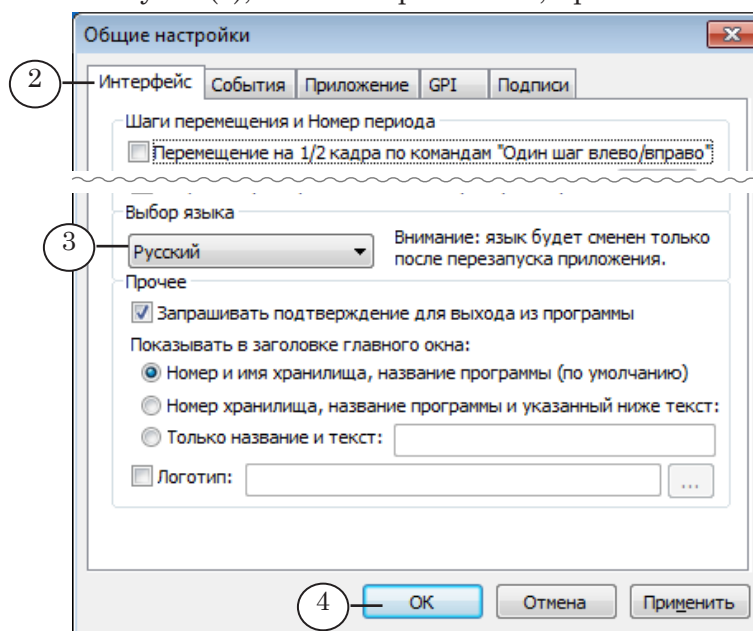 Общие настройки
2
Интерфейс События Приложение GPI Подписи
Шаги перемещения и Номер периода
Перемещение на 1/2 кадра по командам "Один шаг влево/вправо"
Выбор языка
3
Русский
Внимание: язык будет сменен только
после перезапуска приложения.
Прочее
Запрашивать подтверждение для выхода из программы
Показывать в заголовке главного окна:
Номер и имя хранилища, название программы (по умолчанию)
Номер хранилища, название программы и указанный ниже текст:
Только название и текст:
Логотип: ...
4
ОК Отмена Применить